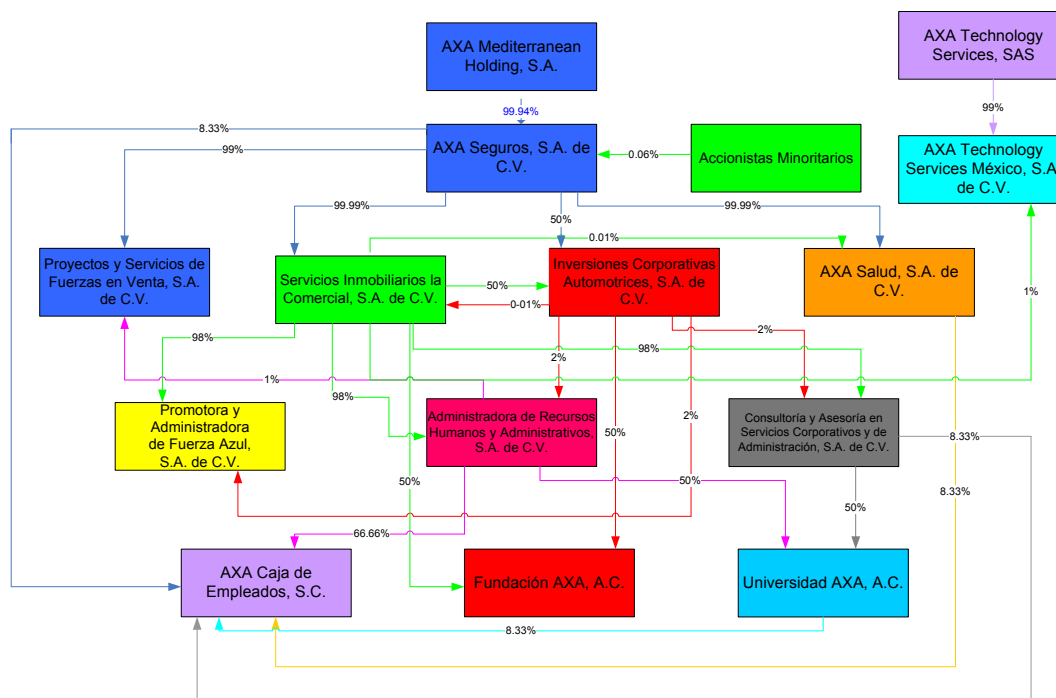 AXA Mediterranean
Holding, S.A.
AXA Technology
Services, SAS
99.94%
99%
8.33%
99%
AXA Seguros, S.A. de
C.V.
0.06%
Accionistas Minoritarios
AXA Technology
Services México, S.A.
de C.V.
99.99%
50%
99.99%
0.01%
Proyectos y Servicios de
Fuerzas en Venta, S.A.
de C.V.
Servicios Inmobiliarios la
Comercial, S.A. de C.V.
50%
0-01%
Inversiones Corporativas
Automotrices, S.A. de
C.V.
AXA Salud, S.A. de
C.V.
1%
98%
2%
98%
2%
1%
98%
2%
50%
Promotora y
Administradora
de Fuerza Azul,
S.A. de C.V.
Administradora de Recursos
Humanos y Administrativos,
S.A. de C.V.
Consultoría y Asesoría en
Servicios Corporativos y de
Administración, S.A. de C.V.
8.33%
50%
50%
8.33%
50%
66.66%
AXA Caja de
Empleados, S.C.
Fundación AXA, A.C.
Universidad AXA, A.C.
8.33%